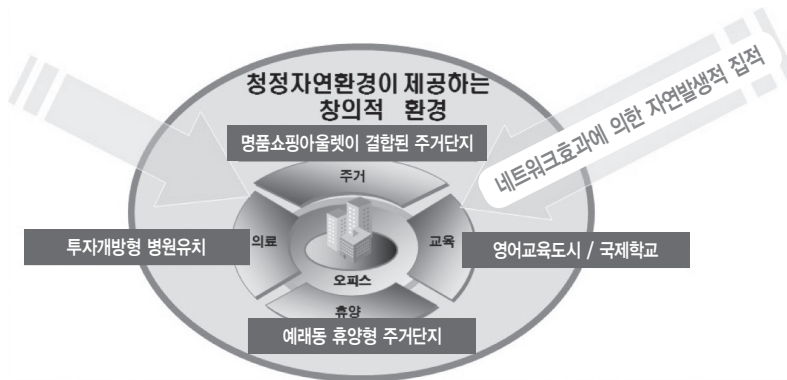 청정자연환경이 제공하는
창의적 환경
네트워크효과에 의한 자연발생적 집적
명품쇼핑아울렛이 결합된 주거단지
주거
의료
교육
투자개방형 병원유치
영어교육도시 / 국제학교
오피스
휴양
예래동 휴양형 주거단지